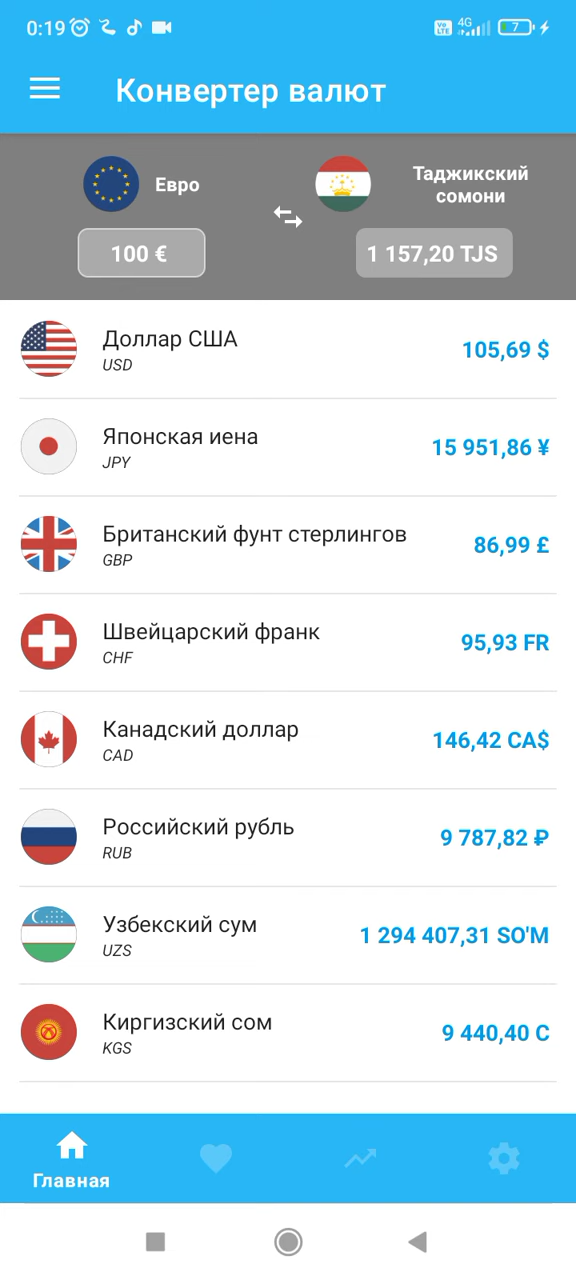 0:19
Vo LTE 4G 7
Конвертер валют
Евро
Таджикский
сомони
100 €
1 157,20 TJS
Доллар США
USD
105,69 $
Японская иена
JPY
15 951,86 ¥
Британский фунт стерлингов
GBP
86,99 £
Швейцарский франк
CHF
95,93 FR
Канадский доллар
CAD
146,42 CA$
Российский рубль
RUB
9 787,82 ₽
Узбекский сум
UZS
1 294 407,31 SO'M
Киргизский сом
KGS
9 440,40 С
Главная